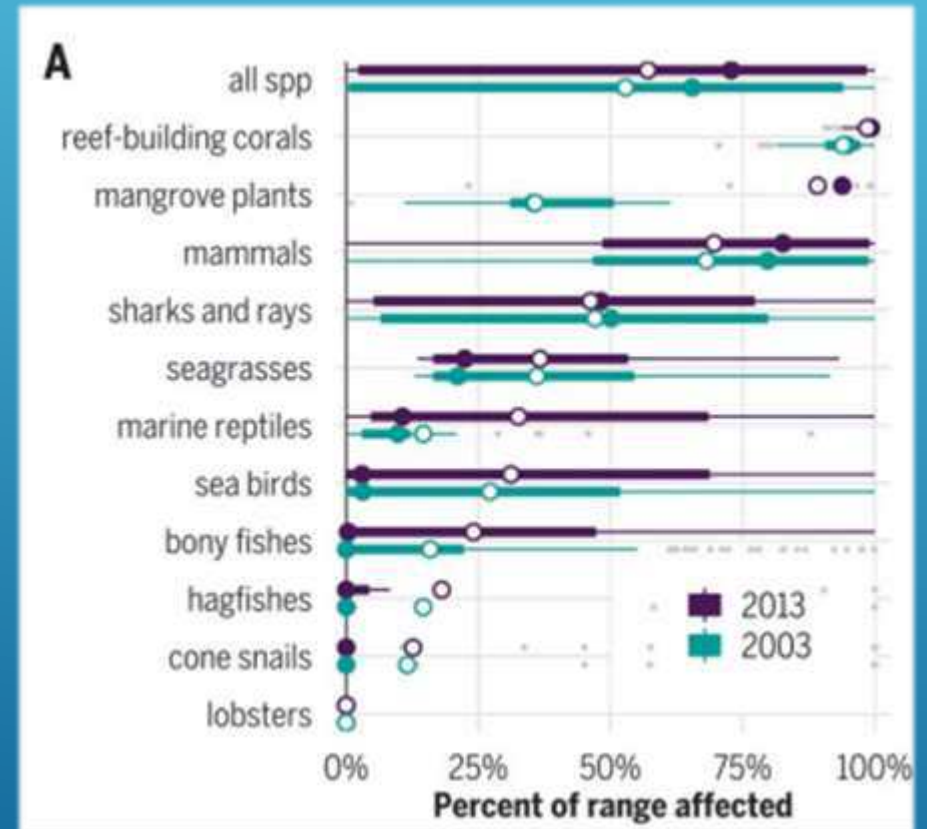 A
all spp
reef-building corals
mangrove plants
mammals
sharks and rays
seagrasses
marine reptiles
sea birds
bony fishes
hagfishes
2013
2003
cone snails
lobsters
0% 25% 50% 75% 100%
Percent of range affected